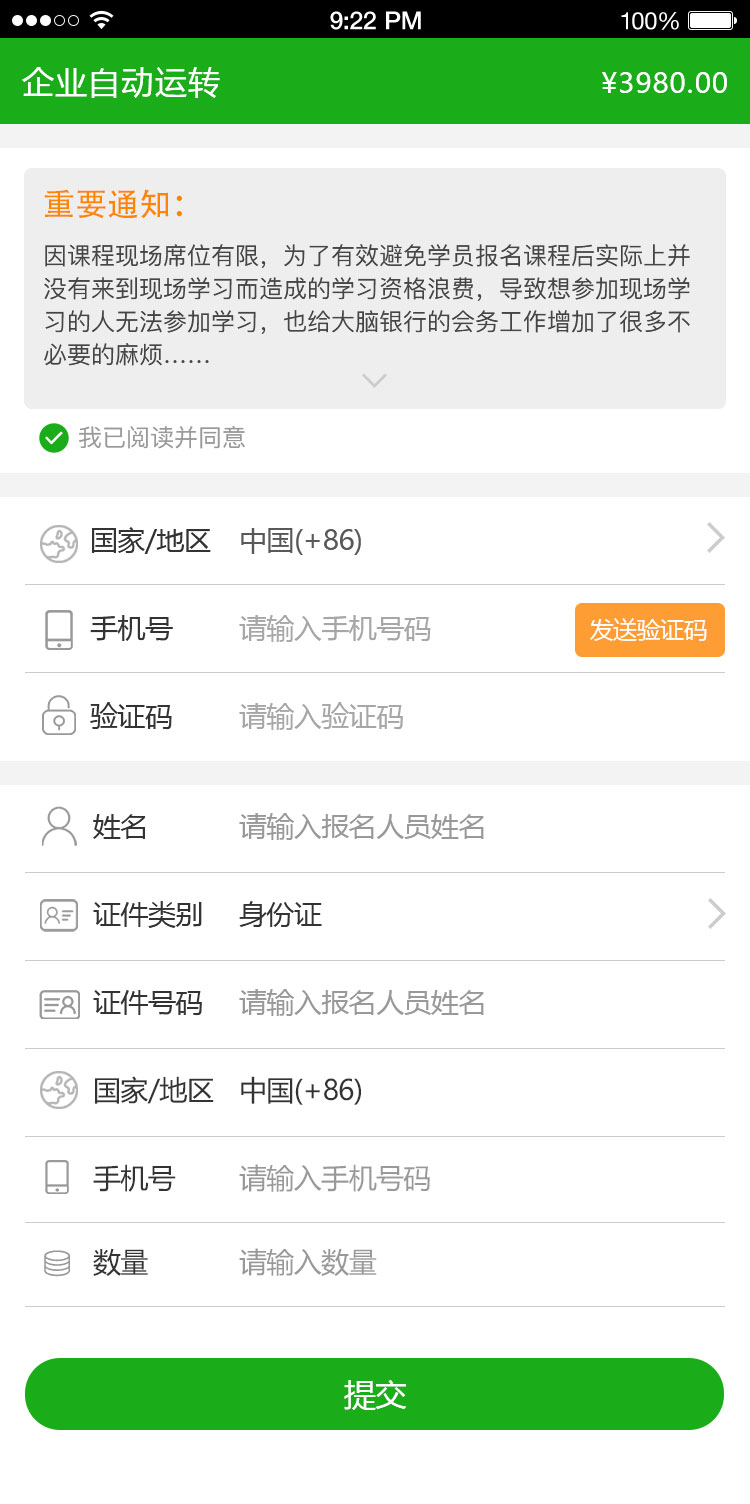 9:22 PM
100%
企业自动运转
¥3980.00
重要通知：
因课程现场席位有限，为了有效避免学员报名课程后实际上并
没有来到现场学习而造成的学习资格浪费，导致想参加现场学
习的人无法参加学习，也给大脑银行的会务工作增加了很多不
必要的麻烦……
我已阅读并同意
国家/地区 中国(+86)
手机号 请输入手机号码 发送验证码
验证码 请输入验证码
姓名 请输入报名人员姓名
证件类别 身份证
证件号码 请输入报名人员姓名
国家/地区 中国(+86)
手机号 请输入手机号码
数量 请输入数量
提交